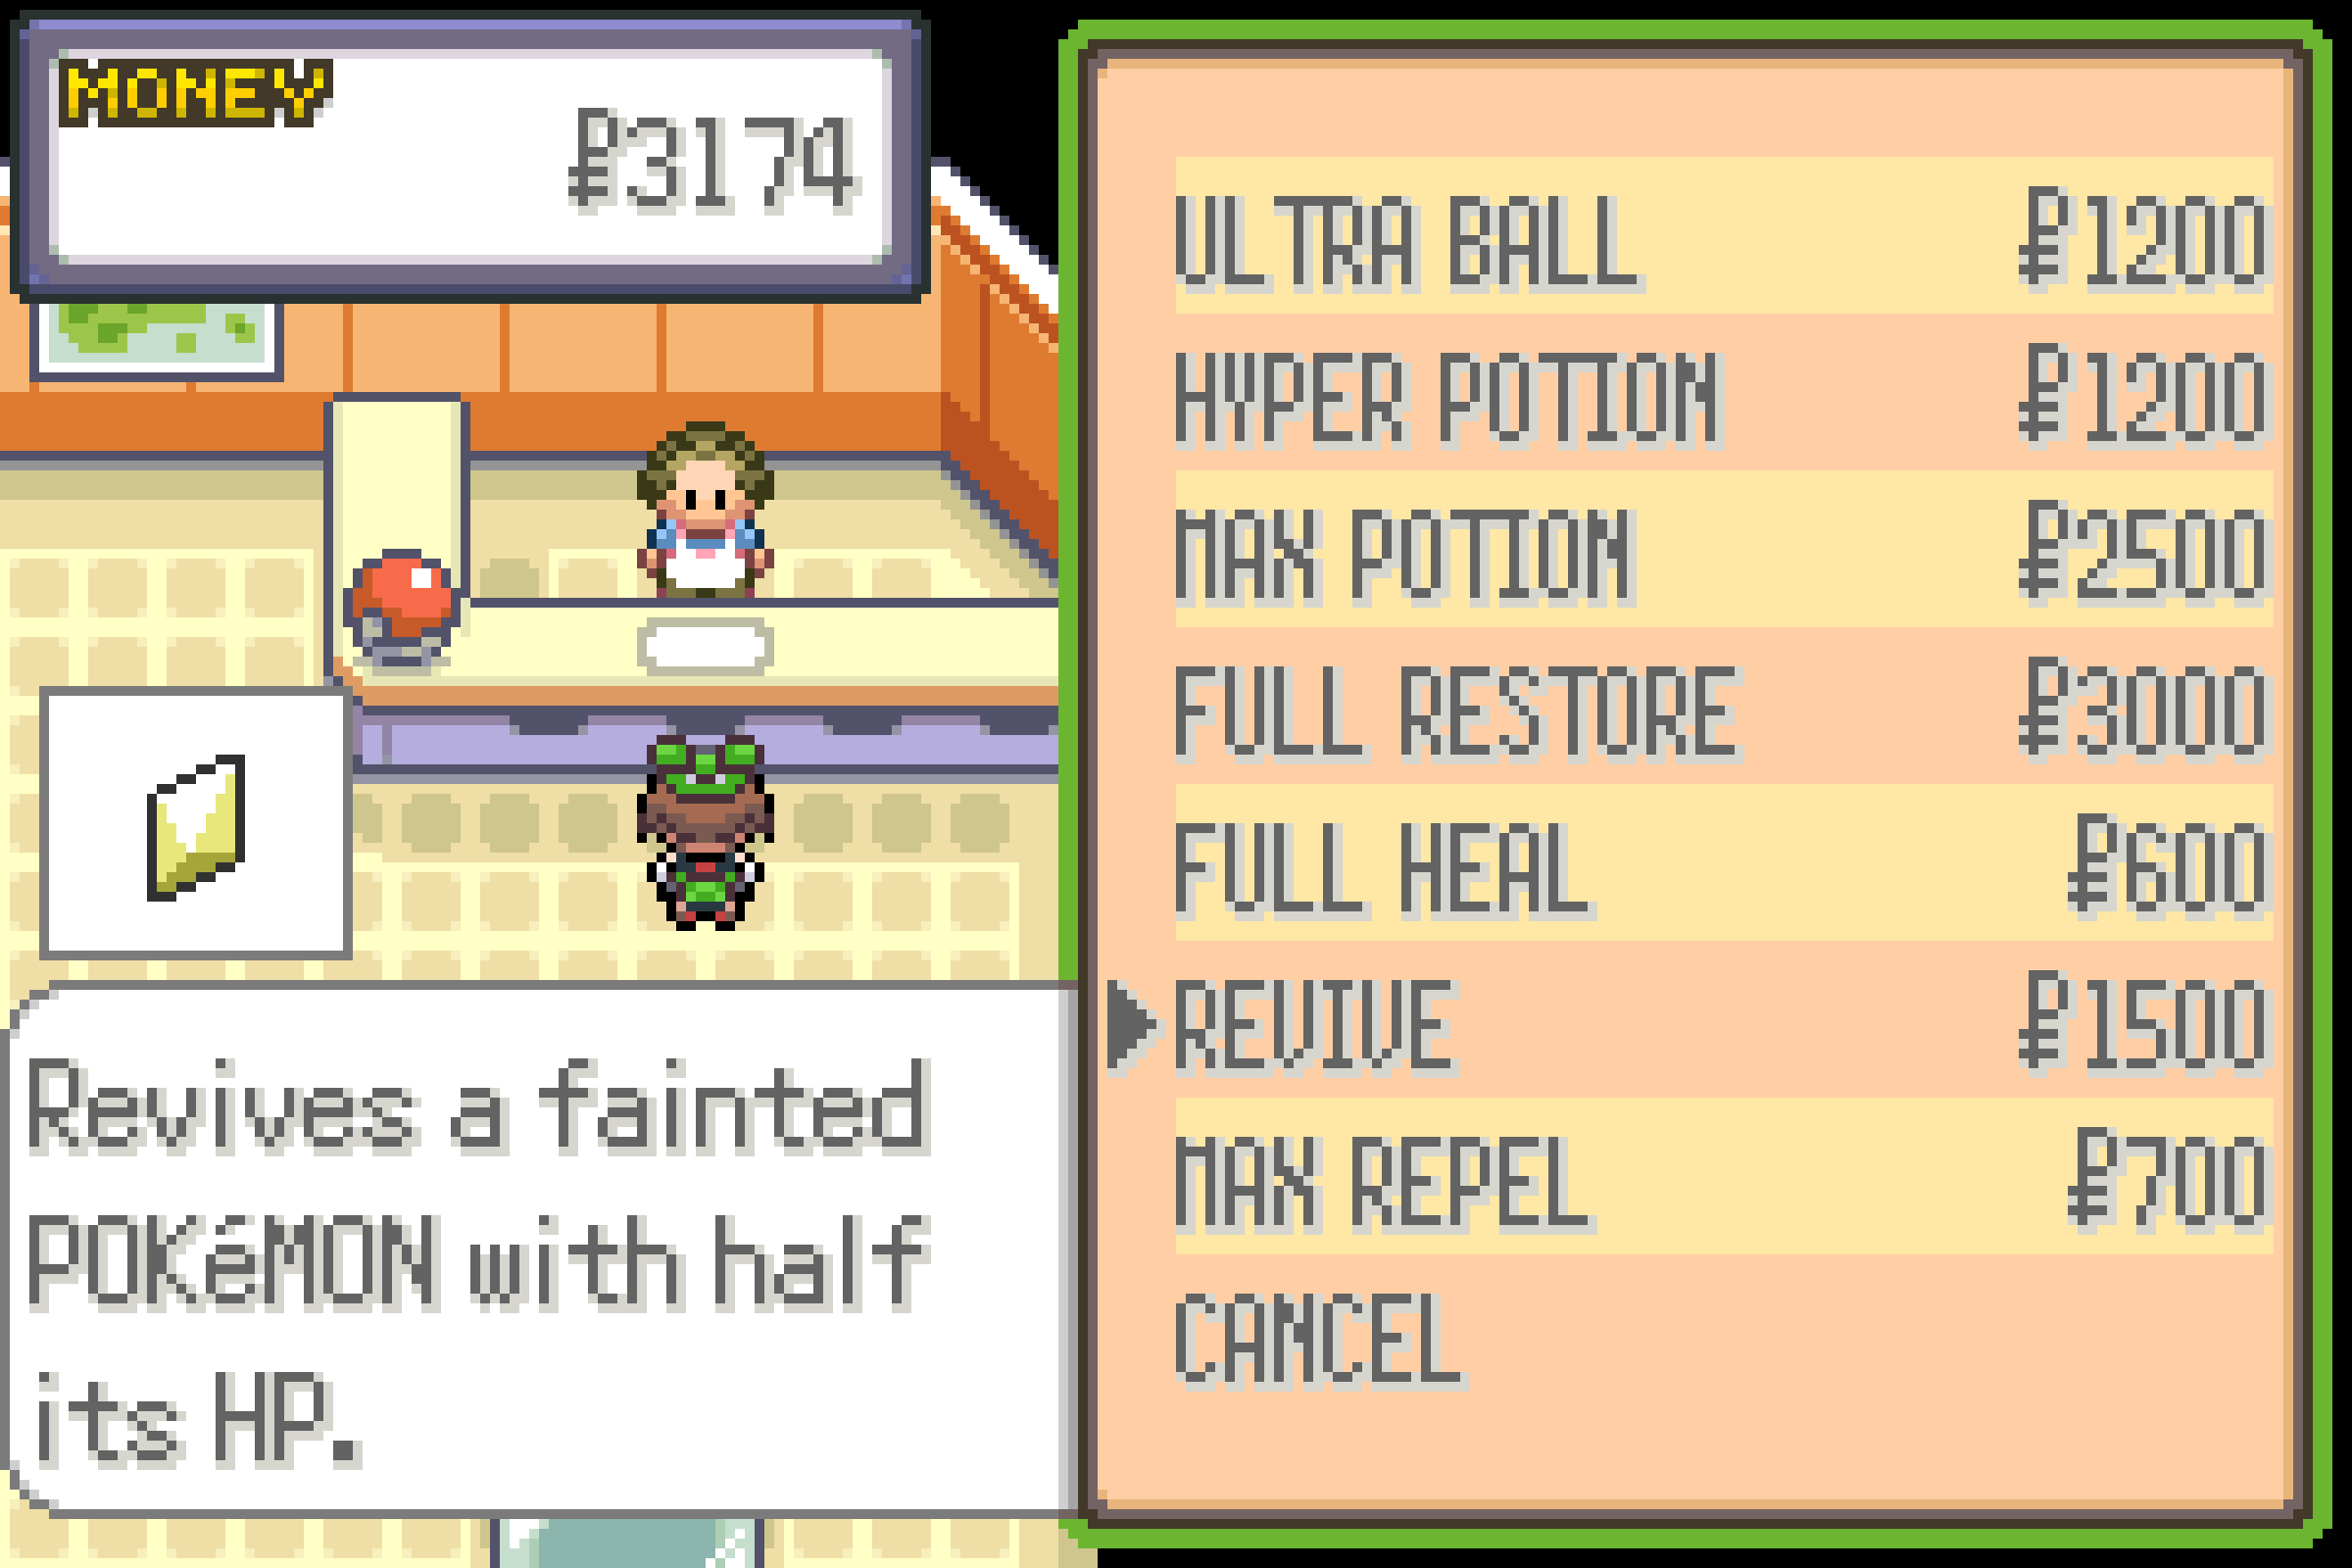 MONEY
₽3174
ULTRA BALL ₽1200
HYPER POTION ₽1200
MAX POTION ₽2500
FULL RESTORE ₽3000
FULL HEAL ₽600
REVIVE ₽1500
MAX REPEL ₽700
CANCEL
Revives a fainted
POKéMON with half
its HP.